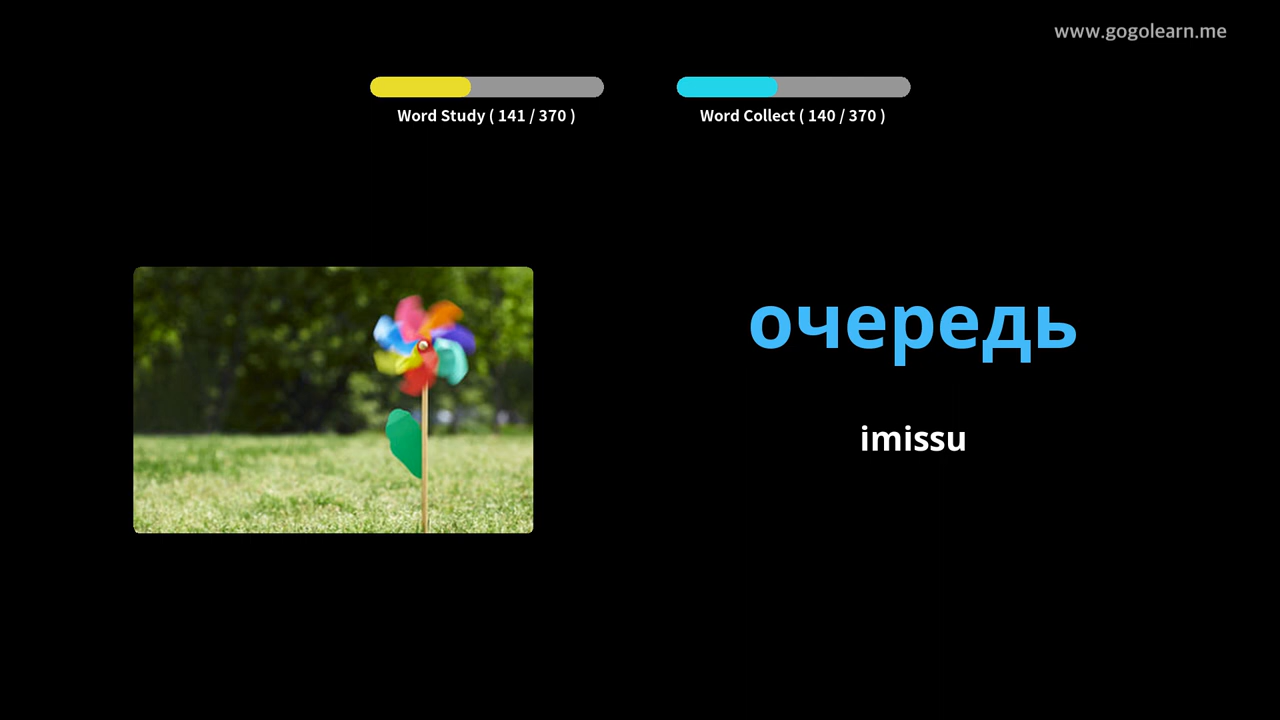 www.gogolearn.me
Word Study ( 141 / 370 )
Word Collect ( 140 / 370 )
очередь
imissu